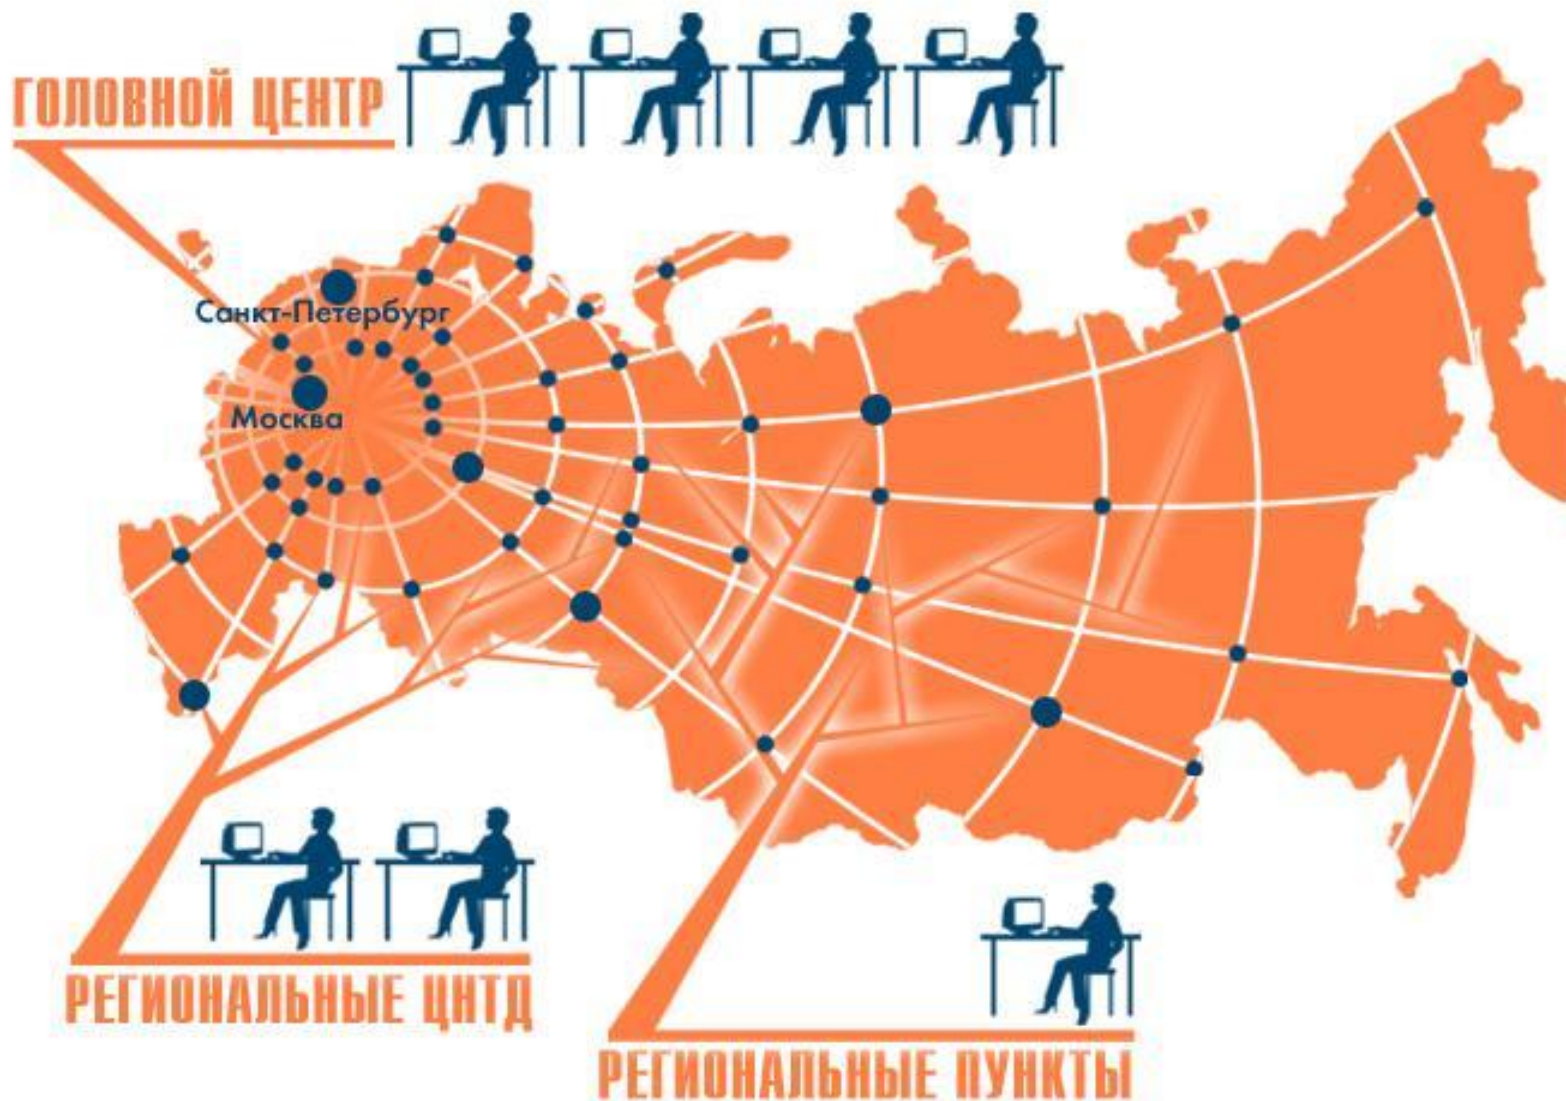 ГОЛОВНОЙ ЦЕНТР
Санкт-Петербург
Москва
РЕГИОНАЛЬНЫЕ ЦНТД
РЕГИОНАЛЬНЫЕ ПУНКТЫ